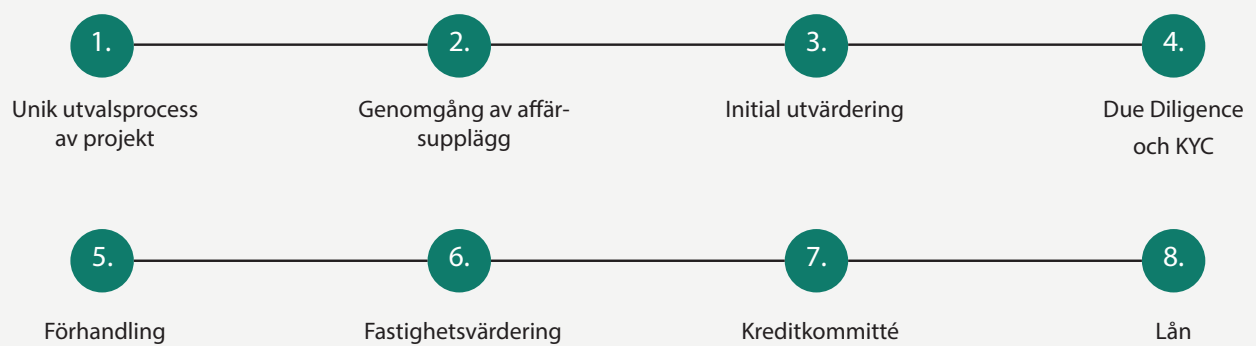 1.
2.
3.
4.
Unik utvalsprocess
av projekt
Genomgång av affär-
supplägg
Initial utvärdering
Due Diligence
och KYC
5.
6.
7.
8.
Förhandling
Fastighetsvärdering
Kreditkommitté
Lån